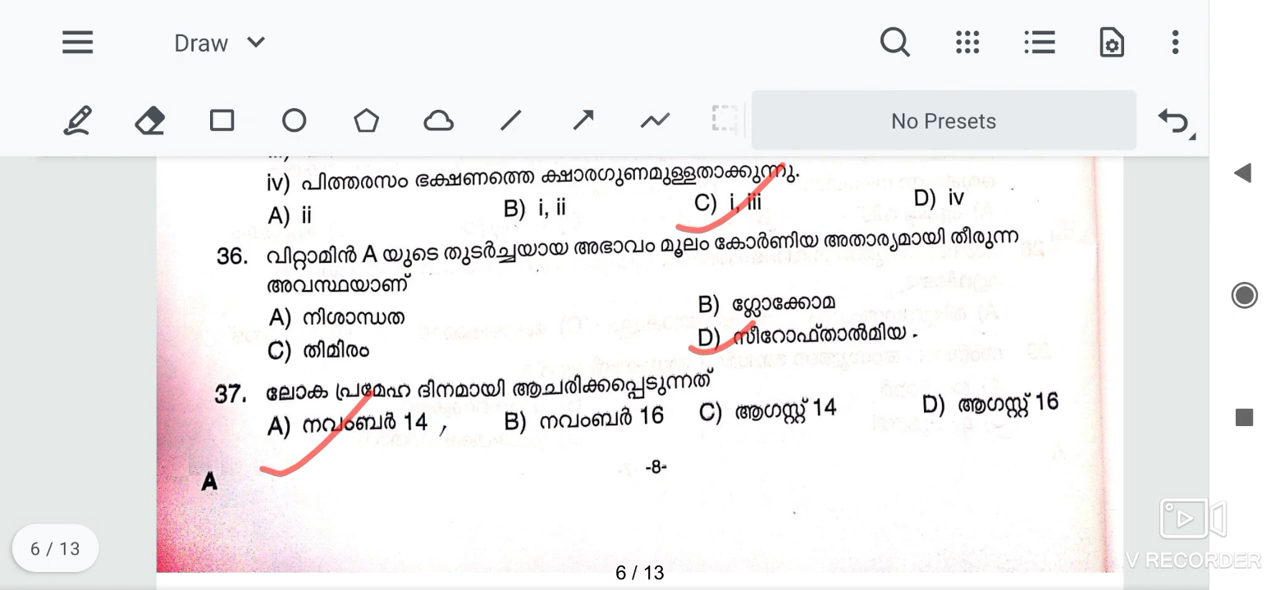 Draw
No Presets
iv) പിത്തരസം ഭക്ഷണത്തെ ക്ഷാരഗുണമുള്ളതാക്കുന്നു.
A) ii B) i, ii C) i, iii D) iv
36. വിറ്റാമിൻ A യുടെ തുടർച്ചയായ അഭാവം മൂലം കോർണിയ അതാര്യമായി തീരുന്ന
അവസ്ഥയാണ്
A) നിശാന്ധത B) ഗ്ലോക്കോമ
C) തിമിരം D) സിറോഫ്താൽമിയ
37. ലോക പ്രമേഹ ദിനമായി ആചരിക്കപ്പെടുന്നത്
A) നവംബർ 14 B) നവംബർ 16 C) ആഗസ്റ്റ് 14 D) ആഗസ്റ്റ് 16
-8-
A
6 / 13
6 / 13
V RECORDER